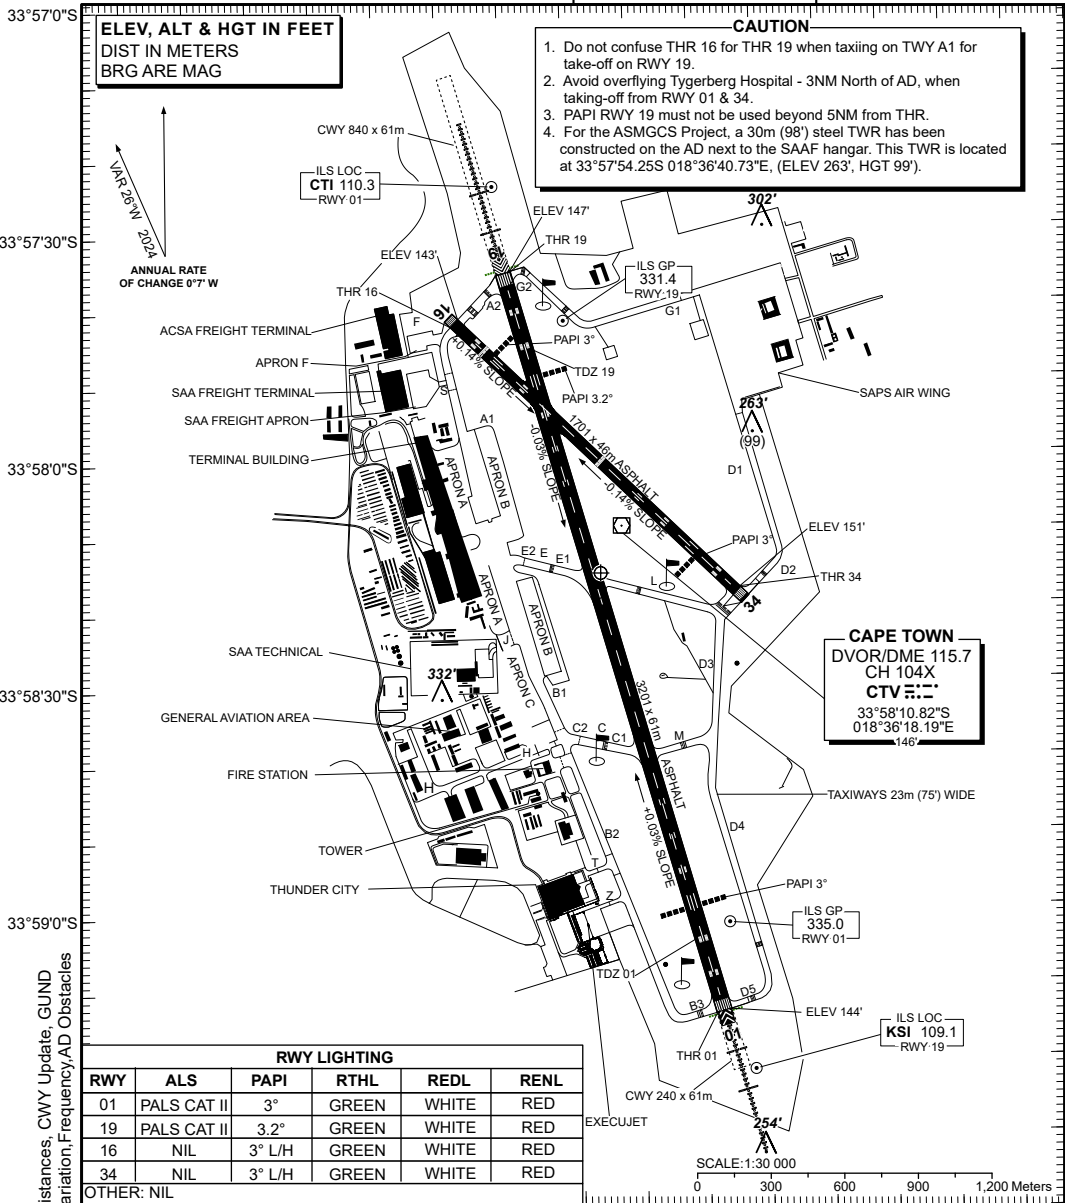 33°57'0"S
33°57'30"S
33°58'0"S
33°58'30"S
33°59'0"S
ELEV, ALT & HGT IN FEET
DIST IN METERS
BRG ARE MAG
CAUTION
1. Do not confuse THR 16 for THR 19 when taxiing on TWY A1 for
take-off on RWY 19.
2. Avoid overflying Tygerberg Hospital - 3NM North of AD, when
taking-off from RWY 01 & 34.
3. PAPI RWY 19 must not be used beyond 5NM from THR.
4. For the ASMGCS Project, a 30m (98') steel TWR has been
constructed on the AD next to the SAAF hangar. This TWR is located
at 33°57'54.25S 018°36'40.73"E, (ELEV 263', HGT 99').
VAR 26°W 2024
ANNUAL RATE
OF CHANGE 0°7' W
CWY 840 x 61m
ILS LOC
CTI 110.3
RWY 01
302'
ELEV 147'
THR 19
ELEV 143'
ILS GP
331.4
RWY 19
THR 16
16
G2
A2
G1
F
ACSA FREIGHT TERMINAL
+0.14% SLOPE
PAPI 3°
APRON F
TDZ 19
SAA FREIGHT TERMINAL
S
PAPI 3.2°
SAPS AIR WING
263'
(99)
SAA FREIGHT APRON
A1
-0.03% SLOPE
1701 x 46m ASPHALT
TERMINAL BUILDING
APRON A
APRON B
-0.14% SLOPE
D1
ELEV 151'
PAPI 3°
E2 E E1
D2
THR 34
L
34
APRON A
APRON B
J
SAA TECHNICAL
APRON C
332'
D3
CAPE TOWN
DVOR/DME 115.7
CH 104X
CTV
33°58'10.82"S
018°36'18.19"E
146'
B1
3201 x 61m
ASPHALT
GENERAL AVIATION AREA
C2 C C1
M
H
FIRE STATION
H
TAXIWAYS 23m (75') WIDE
+0.03% SLOPE
B2
D4
TOWER
T
THUNDER CITY
Z
PAPI 3°
ILS GP
335.0
RWY 01
TDZ 01
B3
D5
ELEV 144'
01
THR 01
ILS LOC
KSI 109.1
RWY 19
CWY 240 x 61m
EXECUJET
254'
SCALE:1:30 000
0 300 600 900 1,200 Meters
RWY LIGHTING
RWY ALS PAPI RTHL REDL RENL
01 PALS CAT II 3° GREEN WHITE RED
19 PALS CAT II 3.2° GREEN WHITE RED
16 NIL 3° L/H GREEN WHITE RED
34 NIL 3° L/H GREEN WHITE RED
OTHER: NIL
istances, CWY Update, GUND
ariation,Frequency,AD Obstacles